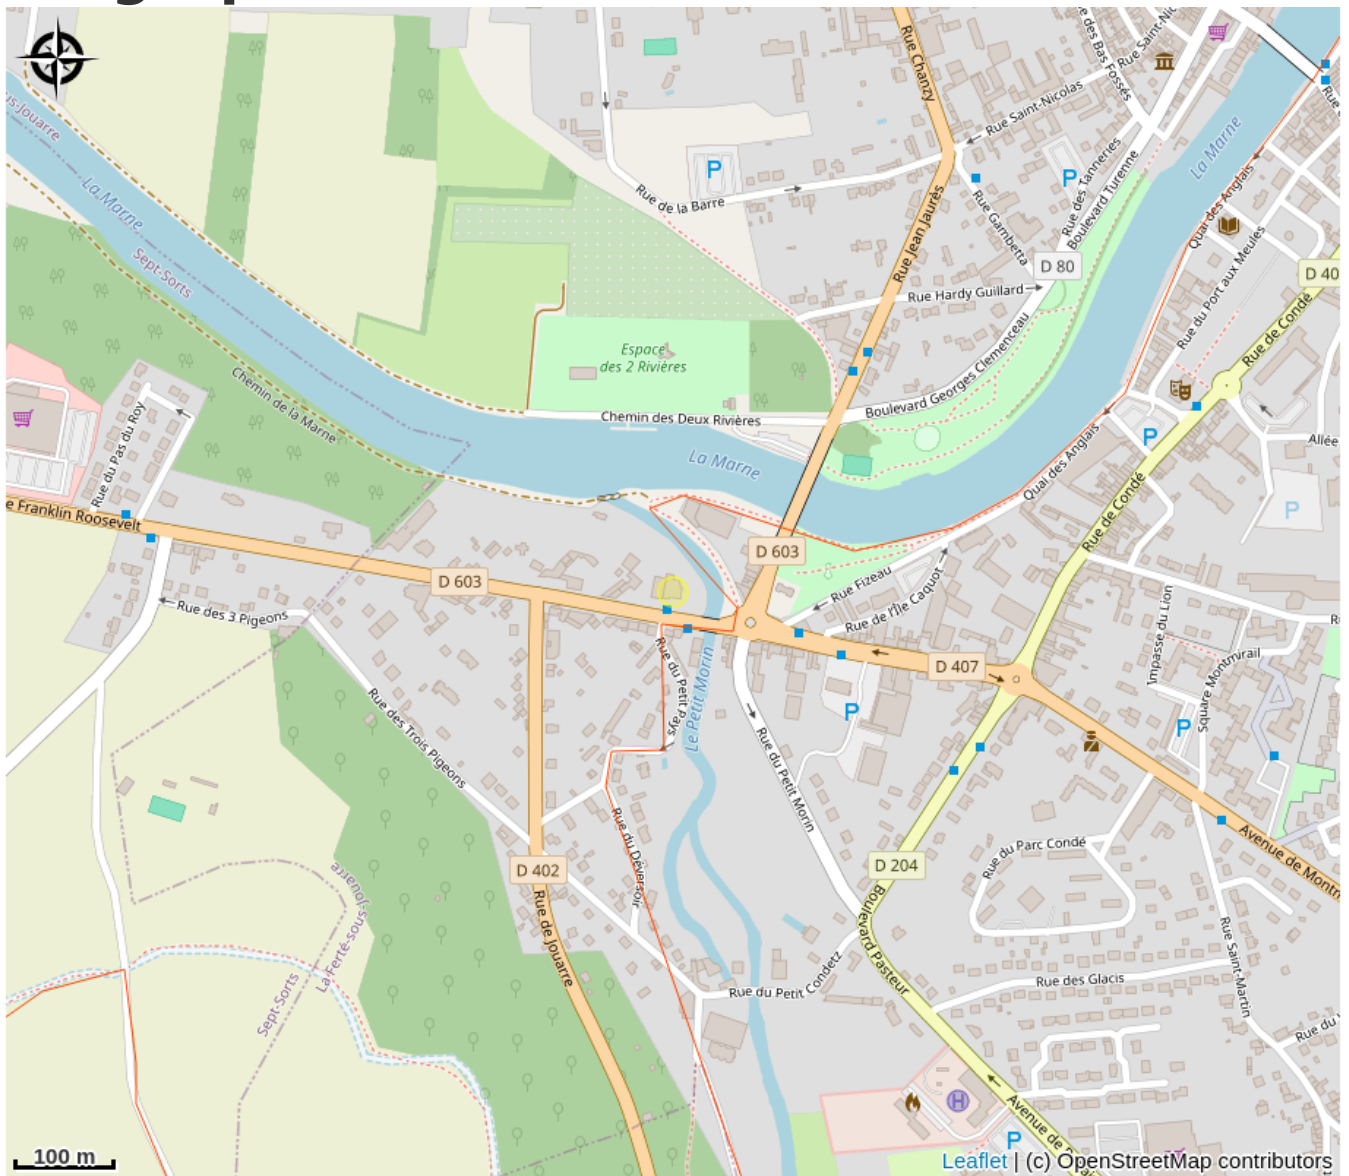 us-Jouarre
La Marne
Sept-Sorts
Rue Chanzy
Rue Saint-Nicolas
e des Bas Fossés
Rue Saint-Nic
La Marne
Quai des Anglais
P
Rue de la Barre
P
Rue des Tanneries
Boulevard Turenne
Rue Gambetta
Rue Jean Jaurès
D 80
D 40
Rue Hardy Guillard
Rue du Port aux Meules
Rue de Condé
Espace
des 2 Rivières
Boulevard Georges Clemenceau
Chemin de la Marne
Chemin des Deux Rivières
La Marne
Rue du Pas du Roy
Quai des Anglais
P
Allée
Rue de Condé
P
e Franklin Roosevelt
D 603
D 603
Rue Fizeau
Rue de l'Île Caquot
Rue des 3 Pigeons
Impasse du Lion
Square Montmirail
Rue du Petit Pays
Le Petit Morin
D 407
P
P
Rue des Trois Pigeons
Rue du Petit Morin
Rue du Déversoir
Rue du Parc Condé
Avenue de Montm
D 402
D 204
La Ferté-sous-
Jouarre
Sept-Sorts
Rue de Jouarre
Boulevard Pasteur
Rue du Petit Condetz
Rue des Glacis
Rue Saint-Martin
H
Avenue de
P
100 m
Leaflet | (c) OpenStreetMap contributors